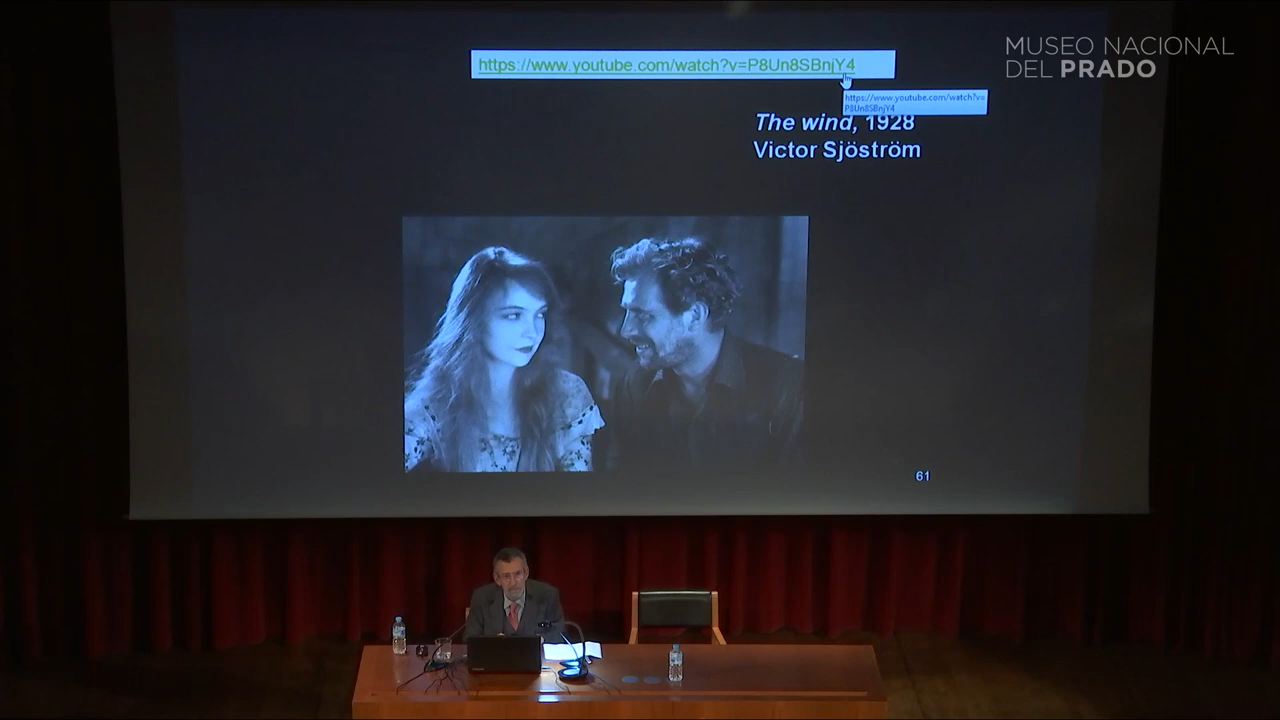 https://www.youtube.com/watch?v=P8Un8SBnjY4
MUSEO NACIONAL
DEL PRADO
https://www.youtube.com/watch?v=
P8Un8SBnjY4
The wind, 1928
Victor Sjöström
61